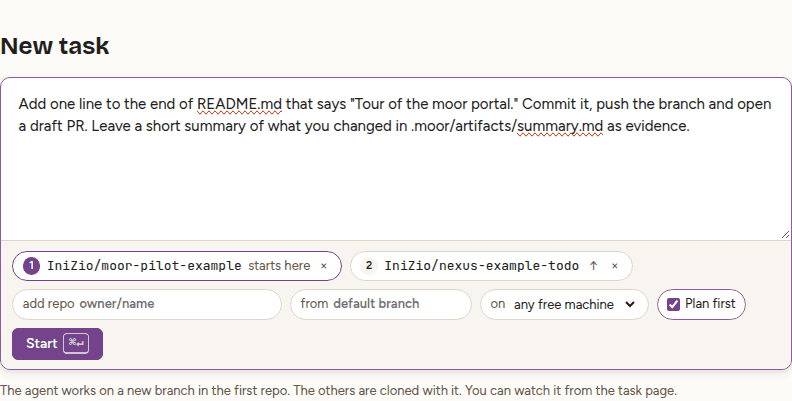 New task
Add one line to the end of README.md that says "Tour of the moor portal." Commit it, push the branch and open
a draft PR. Leave a short summary of what you changed in .moor/artifacts/summary.md as evidence.
1 IniZio/moor-pilot-example starts here × 2 IniZio/nexus-example-todo ↑ ×
add repo owner/name from default branch on any free machine Plan first
Start ⌘↵
The agent works on a new branch in the first repo. The others are cloned with it. You can watch it from the task page.